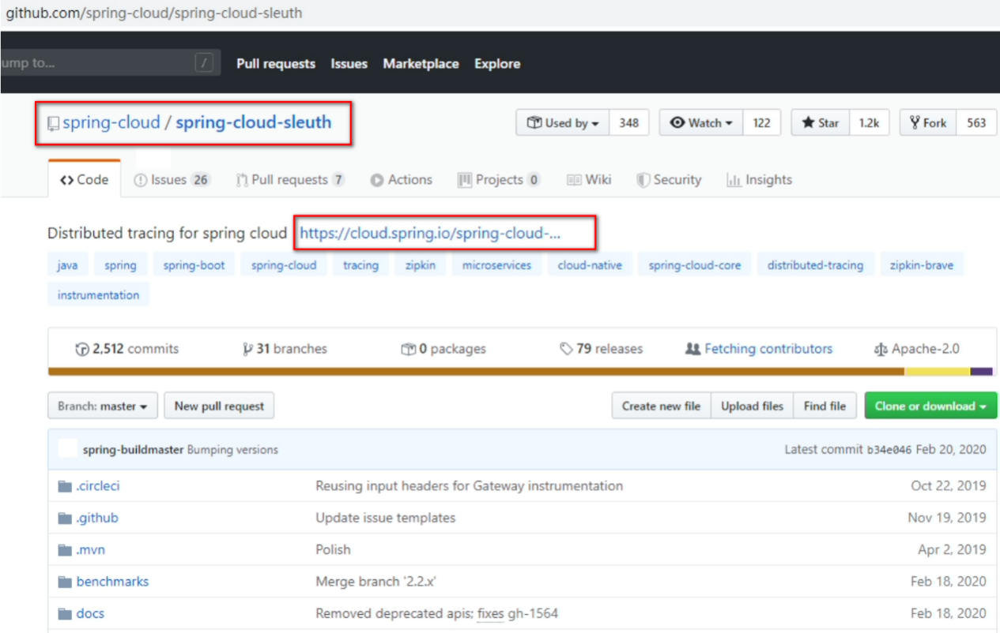 github.com/spring-cloud/spring-cloud-sleuth
ump to... / Pull requests Issues Marketplace Explore
spring-cloud / spring-cloud-sleuth Used by 348 Watch 122 Star 1.2k Fork 563
Code Issues 26 Pull requests 7 Actions Projects 0 Wiki Security Insights
Distributed tracing for spring cloud https://cloud.spring.io/spring-cloud-...
java spring spring-boot spring-cloud tracing zipkin microservices cloud-native spring-cloud-core distributed-tracing zipkin-brave
instrumentation
2,512 commits 31 branches 0 packages 79 releases Fetching contributors Apache-2.0
Branch: master New pull request Create new file Upload files Find file Clone or download
spring-buildmaster Bumping versions Latest commit b34e046 Feb 20, 2020
.circleci Reusing input headers for Gateway instrumentation Oct 22, 2019
.github Update issue templates Nov 19, 2019
.mvn Polish Apr 2, 2019
benchmarks Merge branch '2.2.x' Feb 18, 2020
docs Removed deprecated apis; fixes gh-1564 Feb 18, 2020